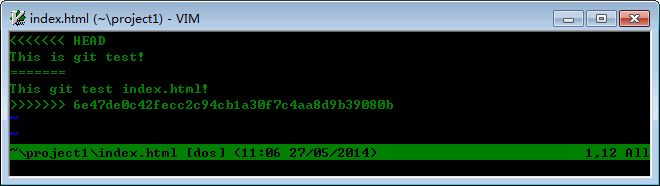 index.html (~\project1) - VIM
<<<<<<< HEAD
This is git test!
=======
This git test index.html!
>>>>>>> 6e47de0c42fecc2c94cb1a30f7c4aa8d9b39080b
~
~
~\project1\index.html [dos] (11:06 27/05/2014) 1,12 All